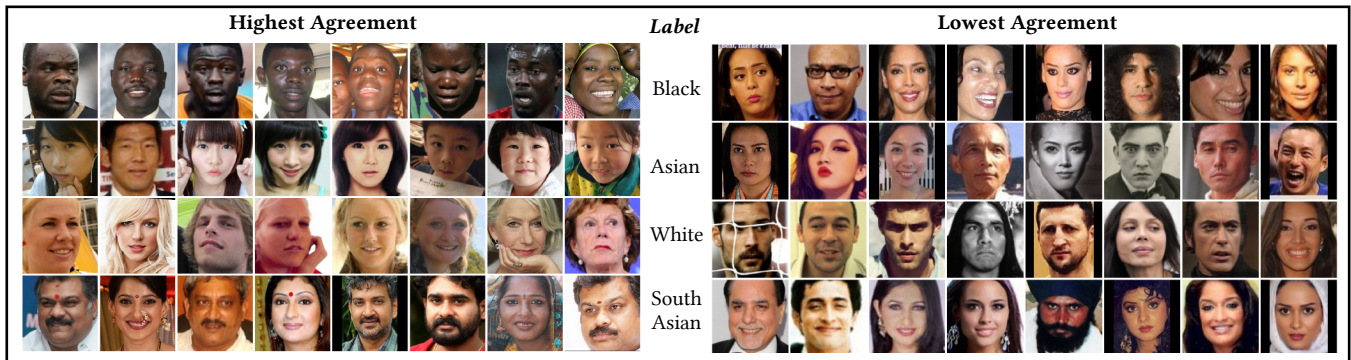 Highest Agreement
Label
Lowest Agreement
Black
Asian
White
South
Asian